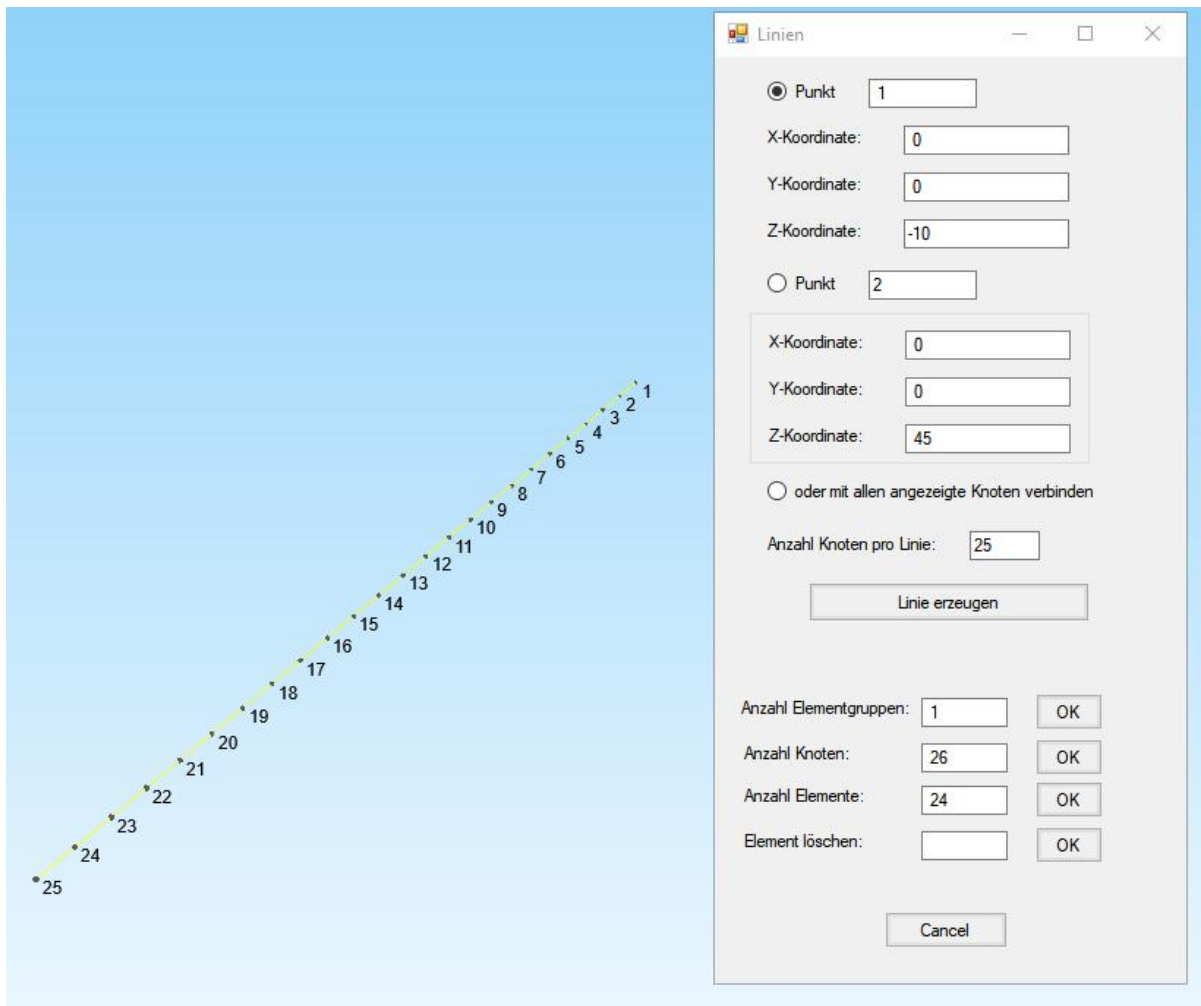 Linien
Punkt 1
X-Koordinate: 0
Y-Koordinate: 0
Z-Koordinate: -10
Punkt 2
X-Koordinate: 0
Y-Koordinate: 0
Z-Koordinate: 45
oder mit allen angezeigte Knoten verbinden
Anzahl Knoten pro Linie: 25
Linie erzeugen
Anzahl Elementgruppen: 1 OK
Anzahl Knoten: 26 OK
Anzahl Elemente: 24 OK
Element löschen: OK
Cancel
1
2
3
4
5
6
7
8
9
10
11
12
13
14
15
16
17
18
19
20
21
22
23
24
25